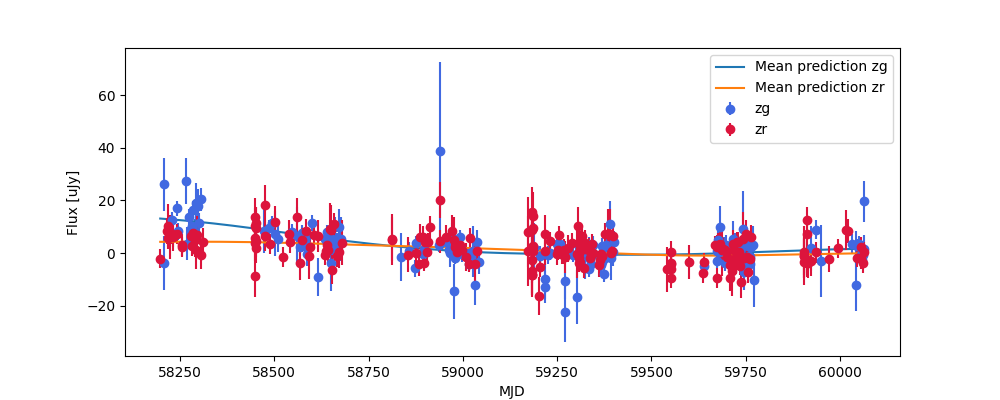 Mean prediction zg
Mean prediction zr
zg
zr
60
40
20
0
−20
Flux [uJy]
58250
58500
58750
59000
59250
59500
59750
60000
MJD